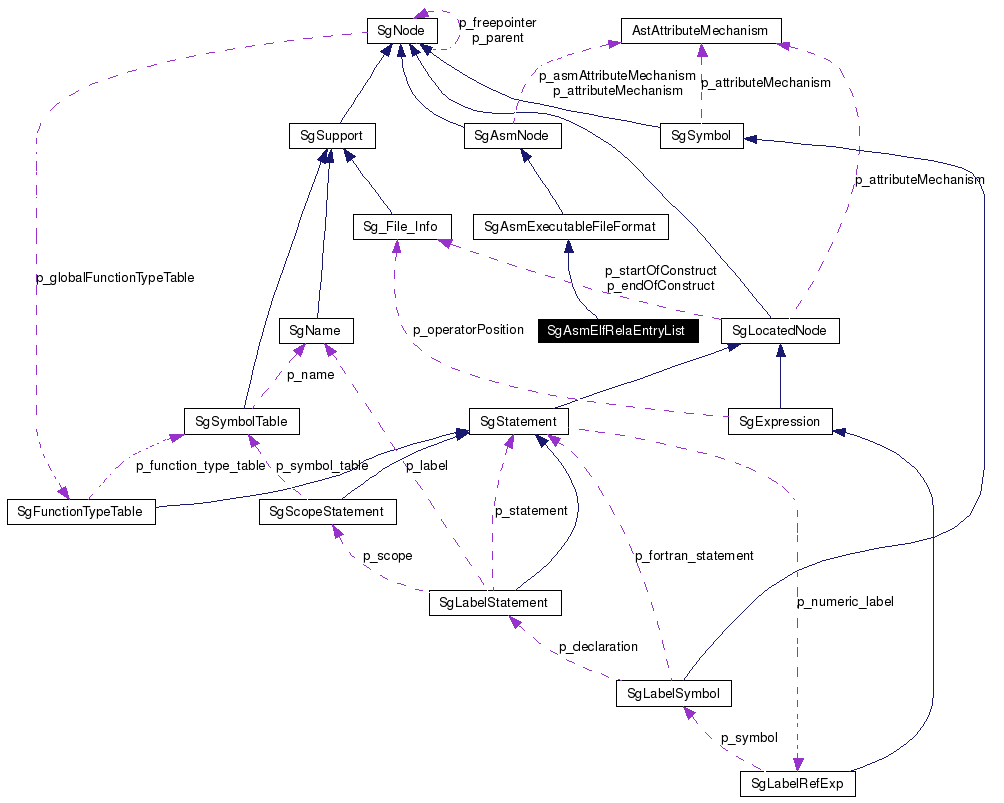 SgNode
p_freepointer
p_parent
AstAttributeMechanism
p_asmAttributeMechanism
p_attributeMechanism
p_attributeMechanism
SgSupport
SgAsmNode
SgSymbol
p_attributeMechanism
Sg_File_Info
SgAsmExecutableFileFormat
p_globalFunctionTypeTable
p_startOfConstruct
p_endOfConstruct
SgName
p_operatorPosition
SgAsmElfRelaEntryList
SgLocatedNode
p_name
SgSymbolTable
SgStatement
SgExpression
p_function_type_table
p_symbol_table
p_label
SgFunctionTypeTable
SgScopeStatement
p_statement
p_scope
p_fortran_statement
SgLabelStatement
p_numeric_label
p_declaration
SgLabelSymbol
p_symbol
SgLabelRefExp